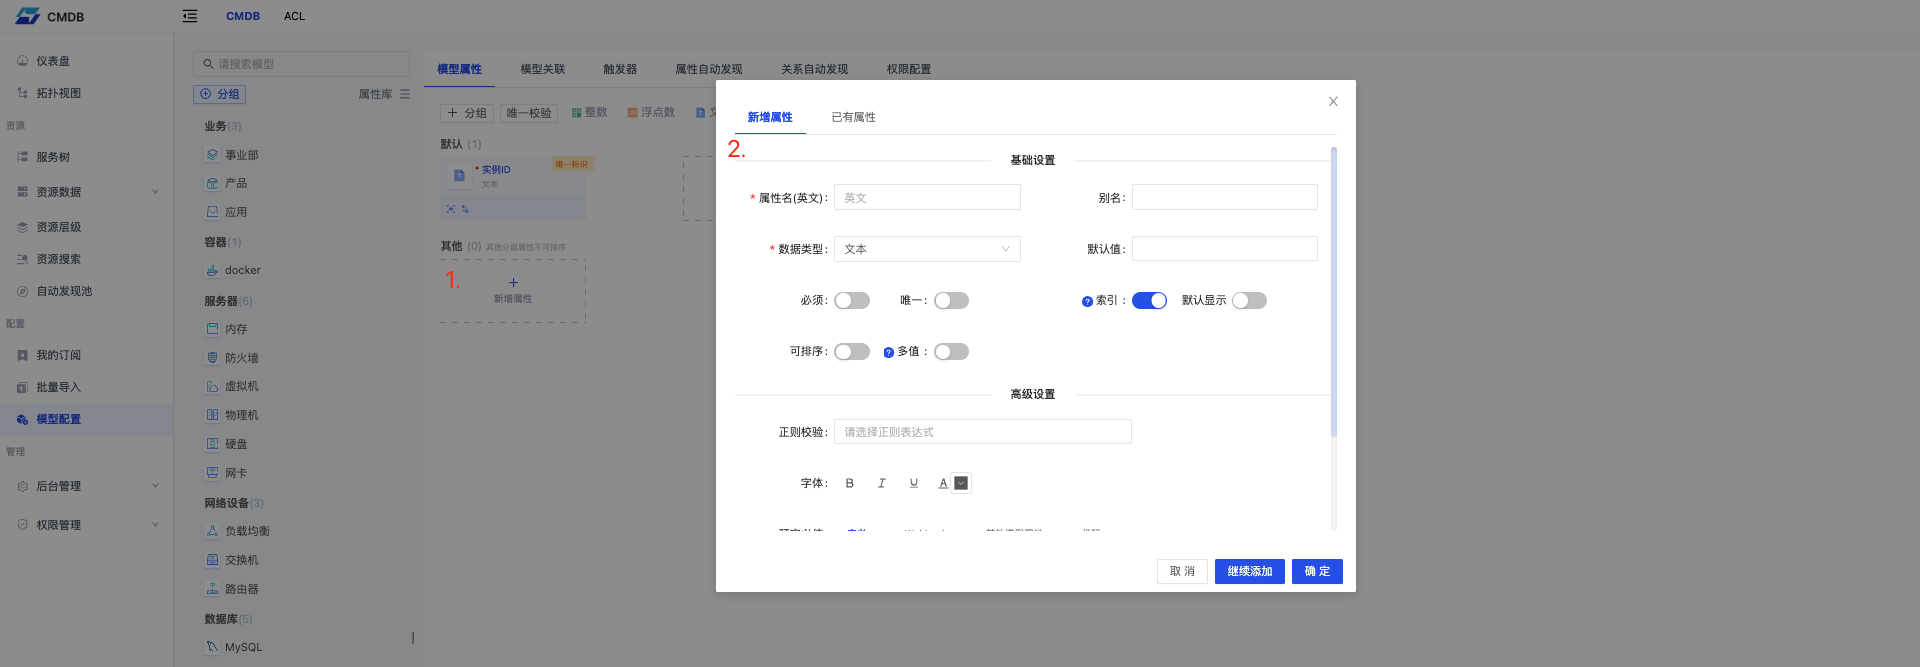 CMDB
CMDB
ACL
仪表盘
拓扑视图
资源
服务树
资源数据
资源层级
资源搜索
自动发现池
配置
我的订阅
批量导入
模型配置
管理
后台管理
权限管理
请搜索模型
分组
属性库
业务(3)
事业部
产品
应用
容器(1)
docker
服务器(6)
内存
防火墙
虚拟机
物理机
硬盘
网卡
网络设备(3)
负载均衡
交换机
路由器
数据库(5)
MySQL
模型属性
模型关联
触发器
属性自动发现
关系自动发现
权限配置
分组
唯一校验
整数
浮点数
默认 (1)
* 实例ID
唯一标识
文本
其他 (0) 其他分组属性不可排序
1.
新增属性
新增属性
已有属性
2.
基础设置
* 属性名(英文):
英文
别名:
* 数据类型:
文本
默认值:
必须:
唯一:
索引 :
默认显示
可排序:
多值 :
高级设置
正则校验:
请选择正则表达式
字体:
B
I
U
A
取 消
继续添加
确 定